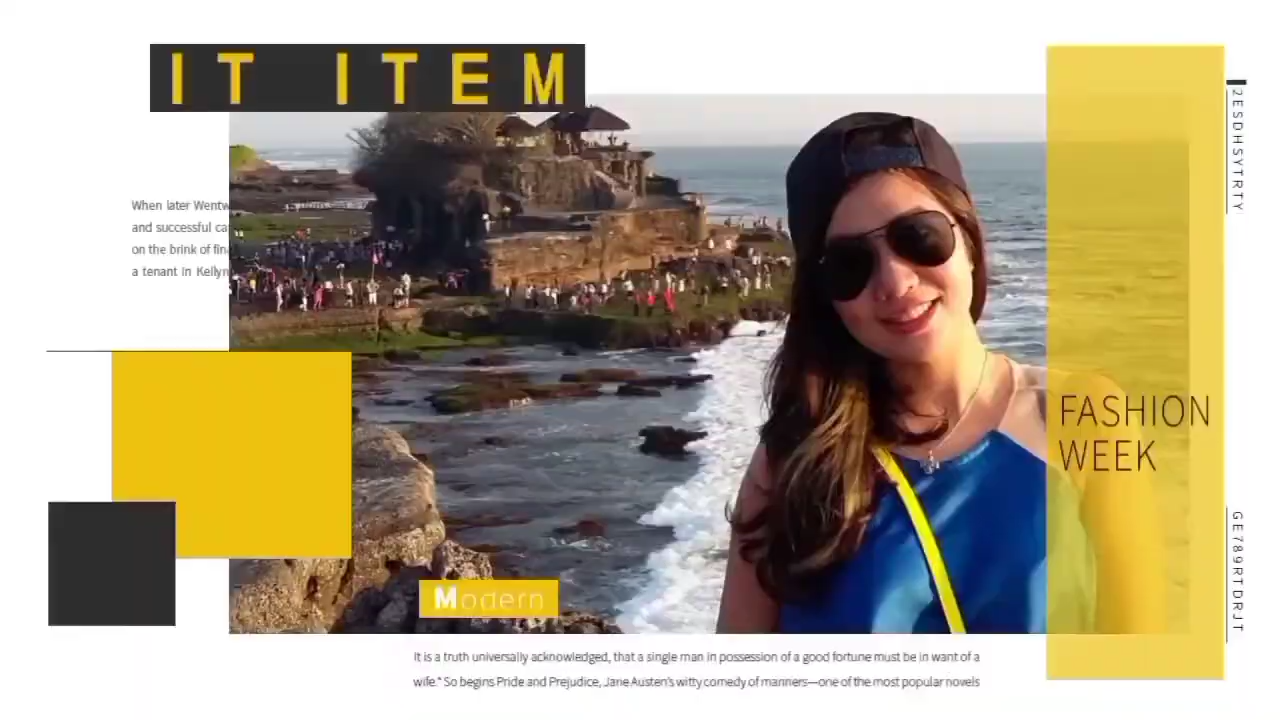 IT ITEM
When later Wentw
and successful ca
on the brink of fina
a tenant in Kellyn
FASHION
WEEK
2ESDHSYTRTY
GE789RTDRJT
Modern
It is a truth universally acknowledged, that a single man in possession of a good fortune must be in want of a
wife." So begins Pride and Prejudice, Jane Austen's witty comedy of manners—one of the most popular novels